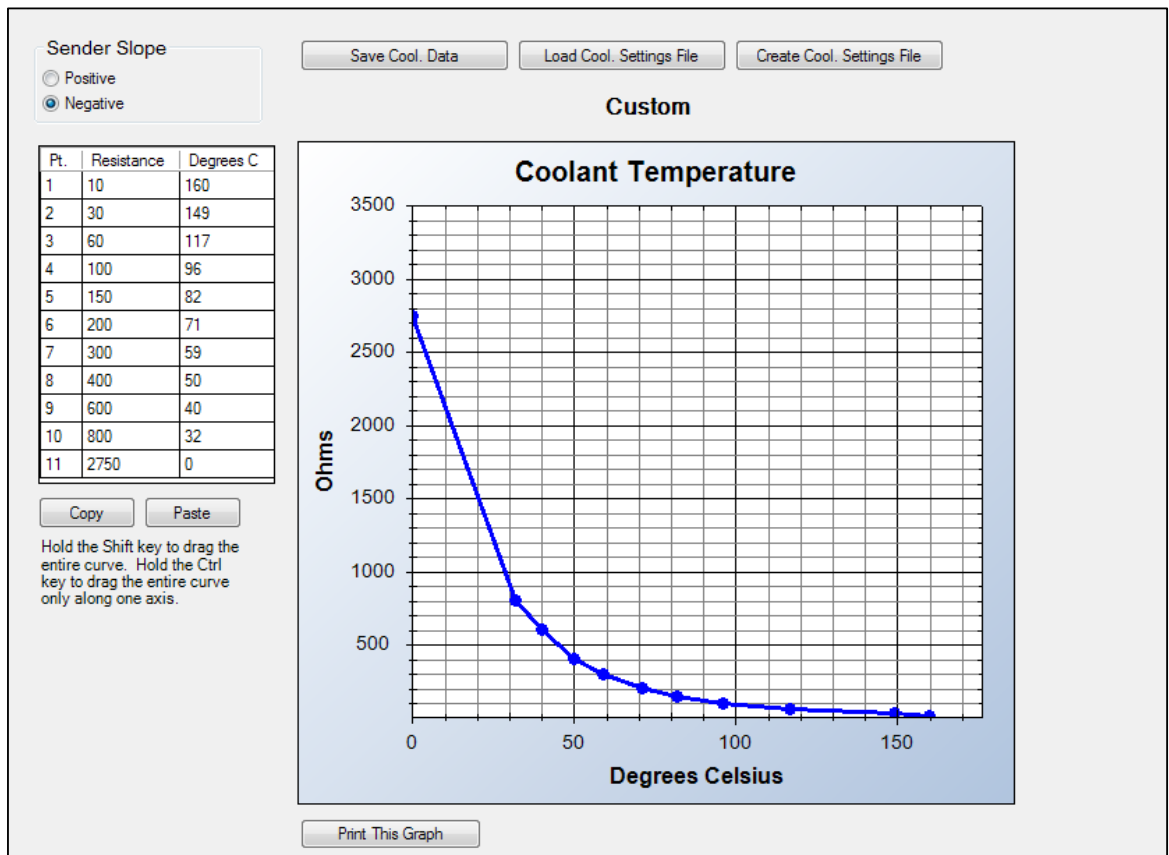 Sender Slope
Positive
Negative
Save Cool. Data
Load Cool. Settings File
Create Cool. Settings File
Custom
Pt. Resistance Degrees C
1 10 160
2 30 149
3 60 117
4 100 96
5 150 82
6 200 71
7 300 59
8 400 50
9 600 40
10 800 32
11 2750 0
Copy
Paste
Hold the Shift key to drag the
entire curve. Hold the Ctrl
key to drag the entire curve
only along one axis.
Coolant Temperature
3500
3000
2500
2000
1500
1000
500
Ohms
0 50 100 150
Degrees Celsius
Print This Graph